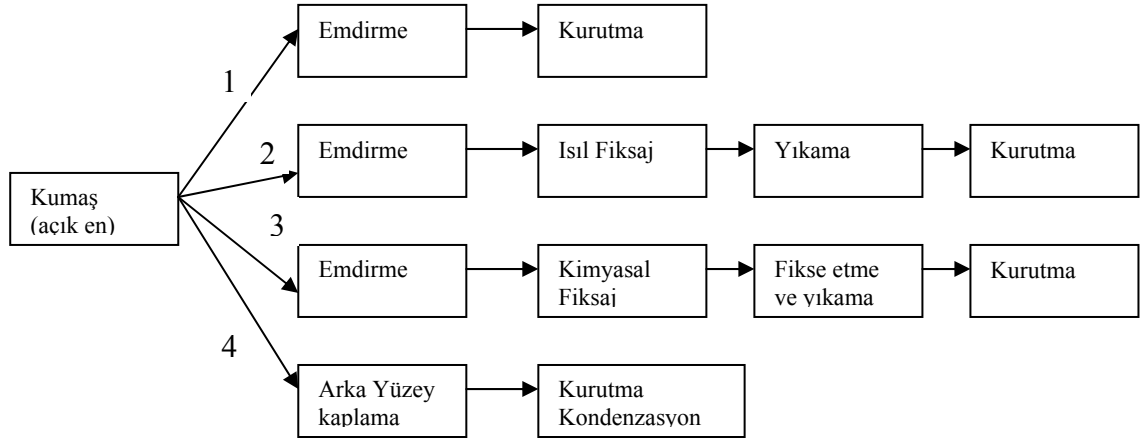 Emdirme
Kurutma
1
2
Emdirme
Isıl Fiksaj
Yıkama
Kurutma
Kumaş
(açık en)
3
Emdirme
Kimyasal
Fiksaj
Fikse etme
ve yıkama
Kurutma
4
Arka Yüzey
kaplama
Kurutma
Kondenzasyon